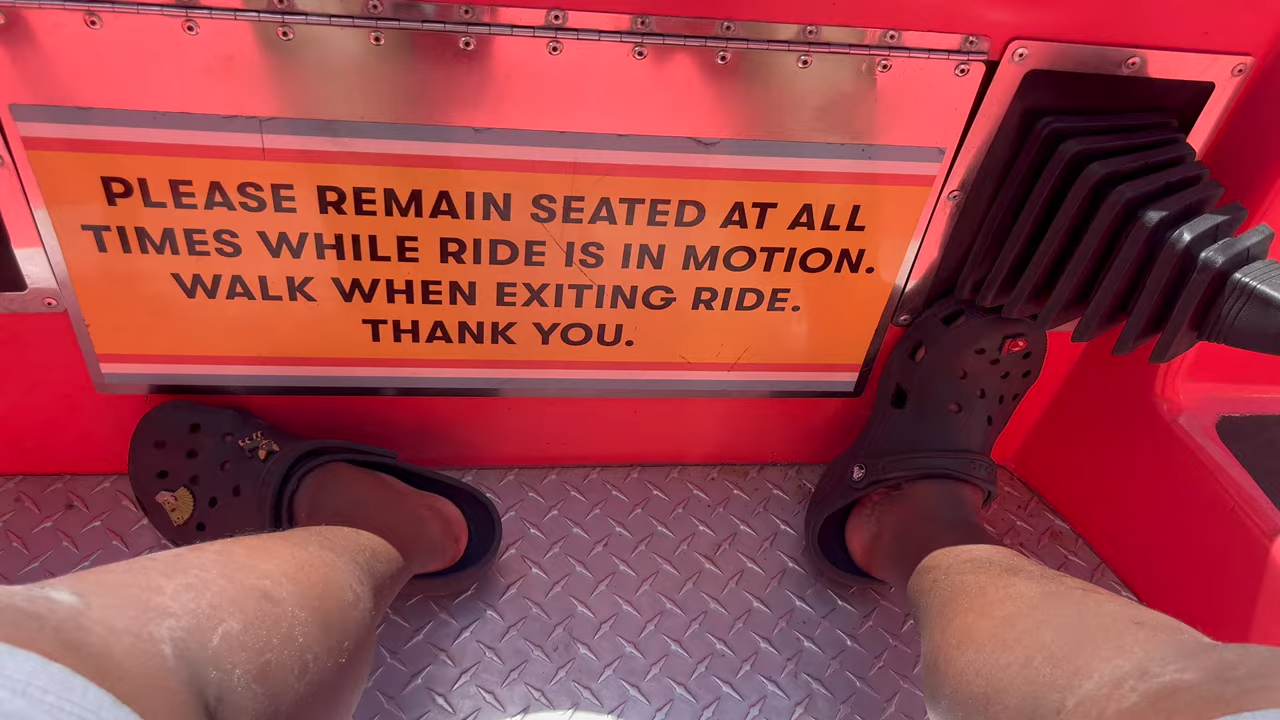 PLEASE REMAIN SEATED AT ALL
TIMES WHILE RIDE IS IN MOTION.
WALK WHEN EXITING RIDE.
THANK YOU.